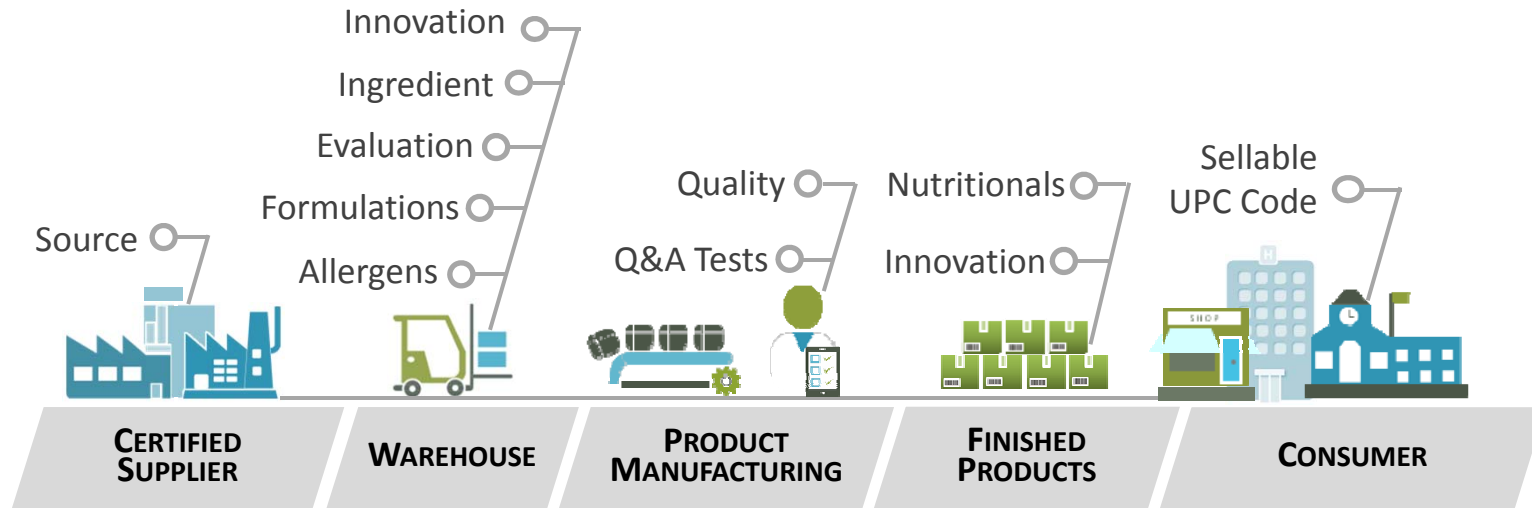 Innovation
Ingredient
Evaluation
Formulations
Allergens
Source
Quality
Q&A Tests
Nutritionals
Innovation
Sellable
UPC Code
H
SHOP
CERTIFIED
SUPPLIER
WAREHOUSE
PRODUCT
MANUFACTURING
FINISHED
PRODUCTS
CONSUMER